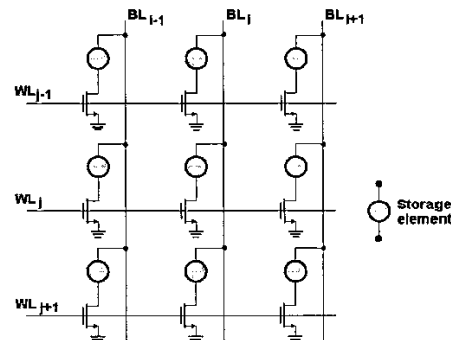 BLi-1 BLi BLi+1
WLj-1
WLj
Storage
element
WLj+1